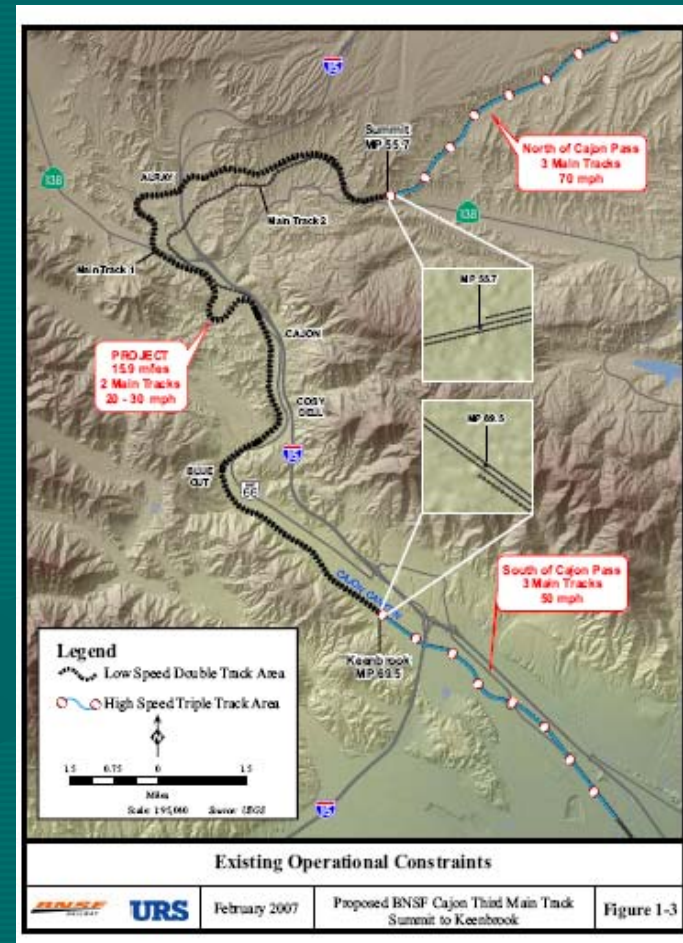 15
Summit
MP 55.7
North of Cajon Pass
3 Main Tracks
70 mph
138
ALRAY
Main Track 2
138
Main Track 1
MP 55.7
CAJON
PROJECT
15.9 miles
2 Main Tracks
20 - 30 mph
COSY
DELL
MP 69.5
15
BLUE
CUT
66
South of Cajon Pass
3 Main Tracks
50 mph
CAJON CANYON
Keenbrook
MP 69.5
Legend
Low Speed Double Track Area
High Speed Triple Track Area
N
1.5 0.75 0 1.5
Miles
Scale: 1:95,000 Source: USGS
15
Existing Operational Constraints
BNSF
RAILWAY
URS
February 2007
Proposed BNSF Cajon Third Main Track
Summit to Keenbrook
Figure 1-3